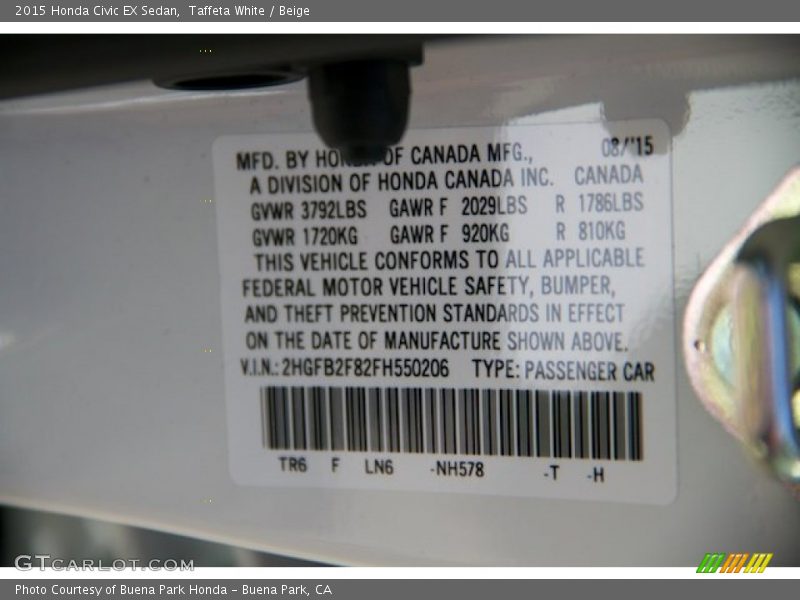 2015 Honda Civic EX Sedan,  Taffeta White / Beige
MFD. BY HONDA OF CANADA MFG., 08/'15
A DIVISION OF HONDA CANADA INC. CANADA
GVWR 3792LBS GAWR F 2029LBS R 1786LBS
GVWR 1720KG GAWR F 920KG R 810KG
THIS VEHICLE CONFORMS TO ALL APPLICABLE
FEDERAL MOTOR VEHICLE SAFETY, BUMPER,
AND THEFT PREVENTION STANDARDS IN EFFECT
ON THE DATE OF MANUFACTURE SHOWN ABOVE.
V.I.N.: 2HGFB2F82FH550206 TYPE: PASSENGER CAR
TR6 F LN6 -NH578 -T -H
GTCARLOT.COM
Photo Courtesy of Buena Park Honda – Buena Park, CA